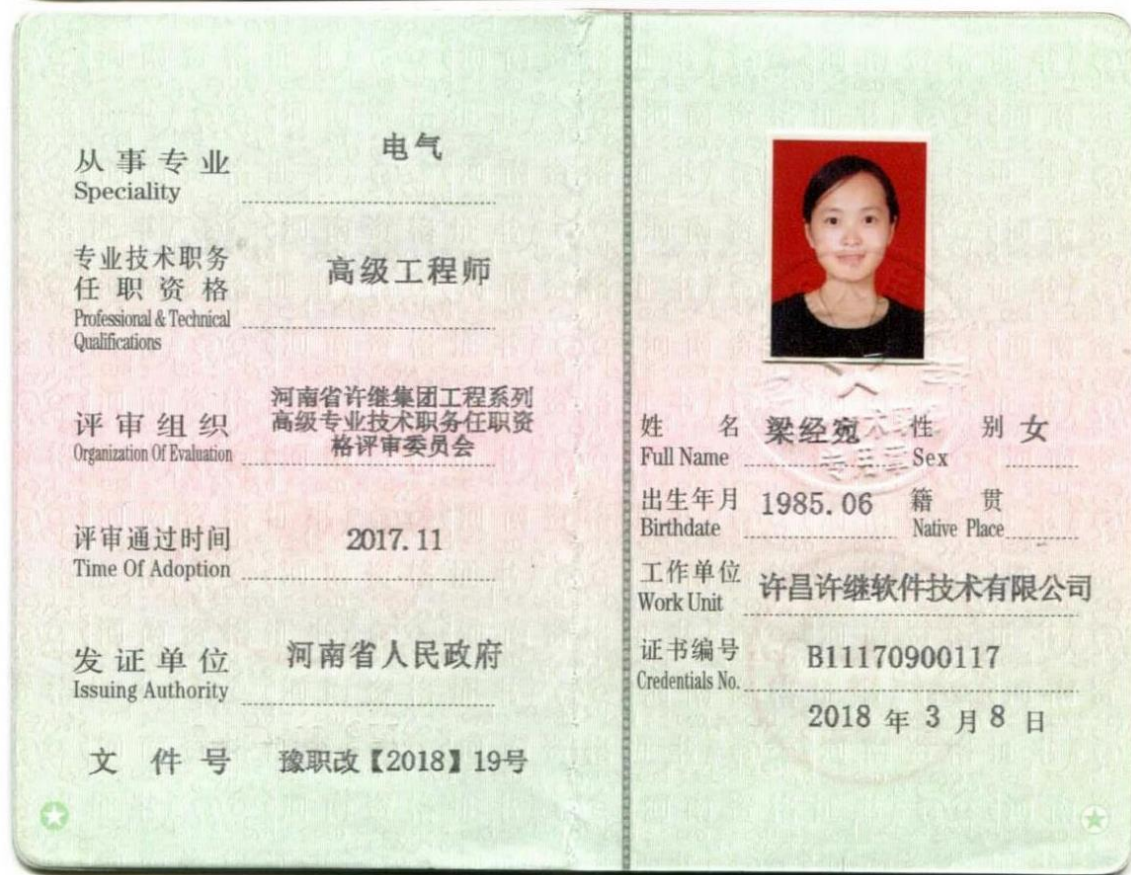 从事专业 电气
Speciality
专业技术职务
任职资格 高级工程师
Professional & Technical
Qualifications
河南省许继集团工程系列
评审组织 高级专业技术职务任职资
Organization Of Evaluation 格评审委员会
评审通过时间 2017.11
Time Of Adoption
发证单位 河南省人民政府
Issuing Authority
文件号 豫职改【2018】19号
姓名 梁经宛 性别 女
Full Name Sex
出生年月 1985.06 籍贯
Birthdate Native Place
工作单位 许昌许继软件技术有限公司
Work Unit
证书编号 B11170900117
Credentials No.
2018 年 3 月 8 日